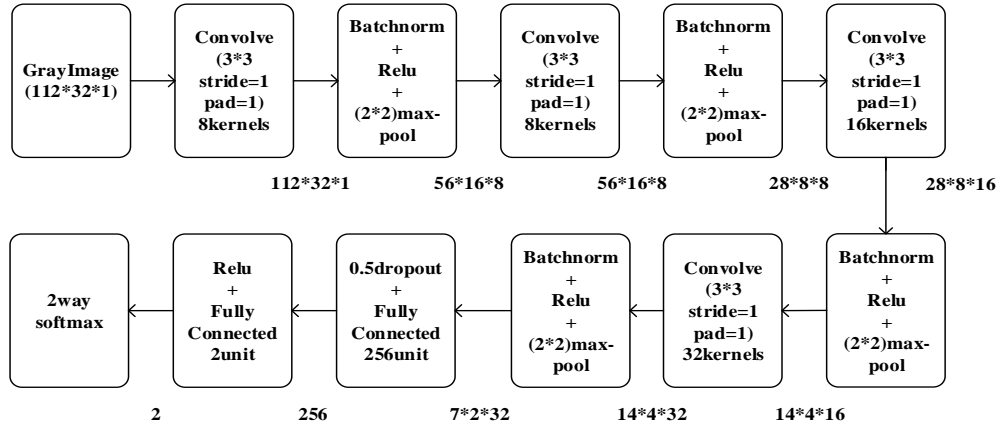 GrayImage
(112*32*1)
Convolve
(3*3
stride=1
pad=1)
8kernels
Batchnorm
+
Relu
+
(2*2)max-
pool
Convolve
(3*3
stride=1
pad=1)
8kernels
Batchnorm
+
Relu
+
(2*2)max-
pool
Convolve
(3*3
stride=1
pad=1)
16kernels
112*32*1
56*16*8
56*16*8
28*8*8
28*8*16
2way
softmax
Relu
+
Fully
Connected
2unit
0.5dropout
+
Fully
Connected
256unit
Batchnorm
+
Relu
+
(2*2)max-
pool
Convolve
(3*3
stride=1
pad=1)
32kernels
Batchnorm
+
Relu
+
(2*2)max-
pool
2
256
7*2*32
14*4*32
14*4*16